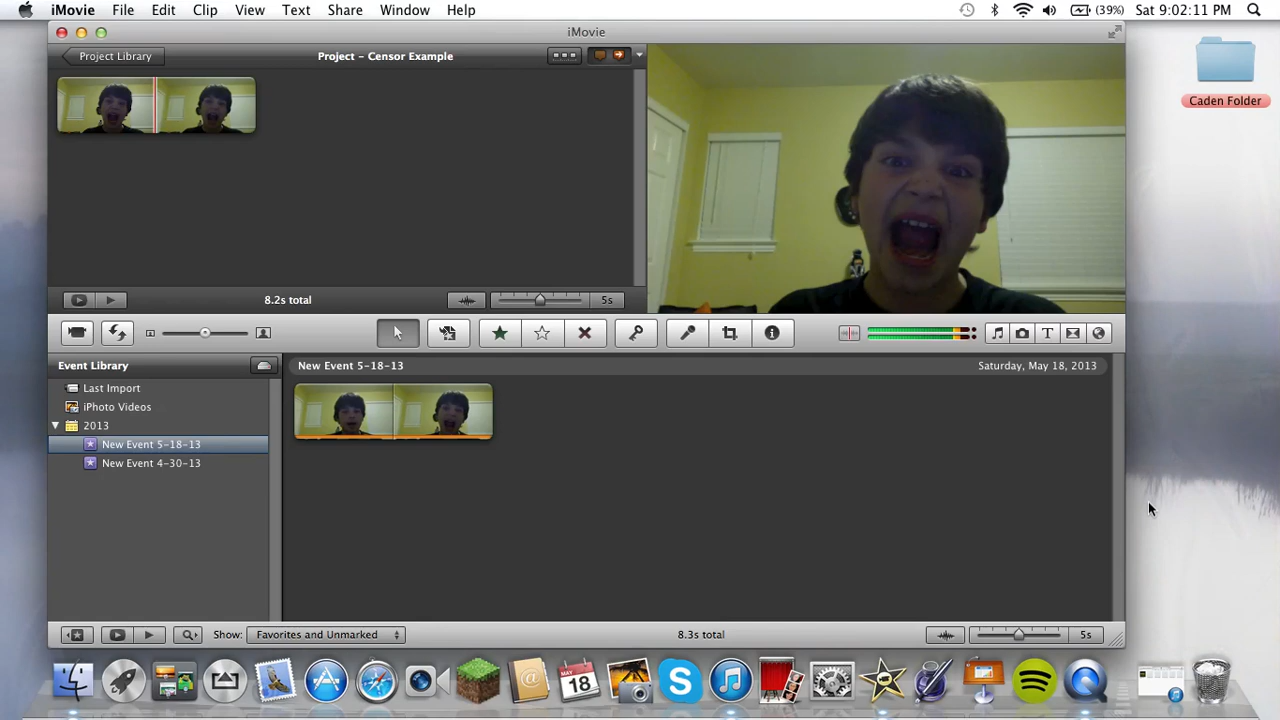 iMovie File Edit Clip View Text Share Window Help (39%) Sat 9:02:11 PM
iMovie
Caden Folder
Project Library Project – Censor Example
8.2s total 5s
Event Library New Event 5-18-13 Saturday, May 18, 2013
Last Import
iPhoto Videos
2013
New Event 5-18-13
New Event 4-30-13
Show: Favorites and Unmarked 8.3s total 5s
18